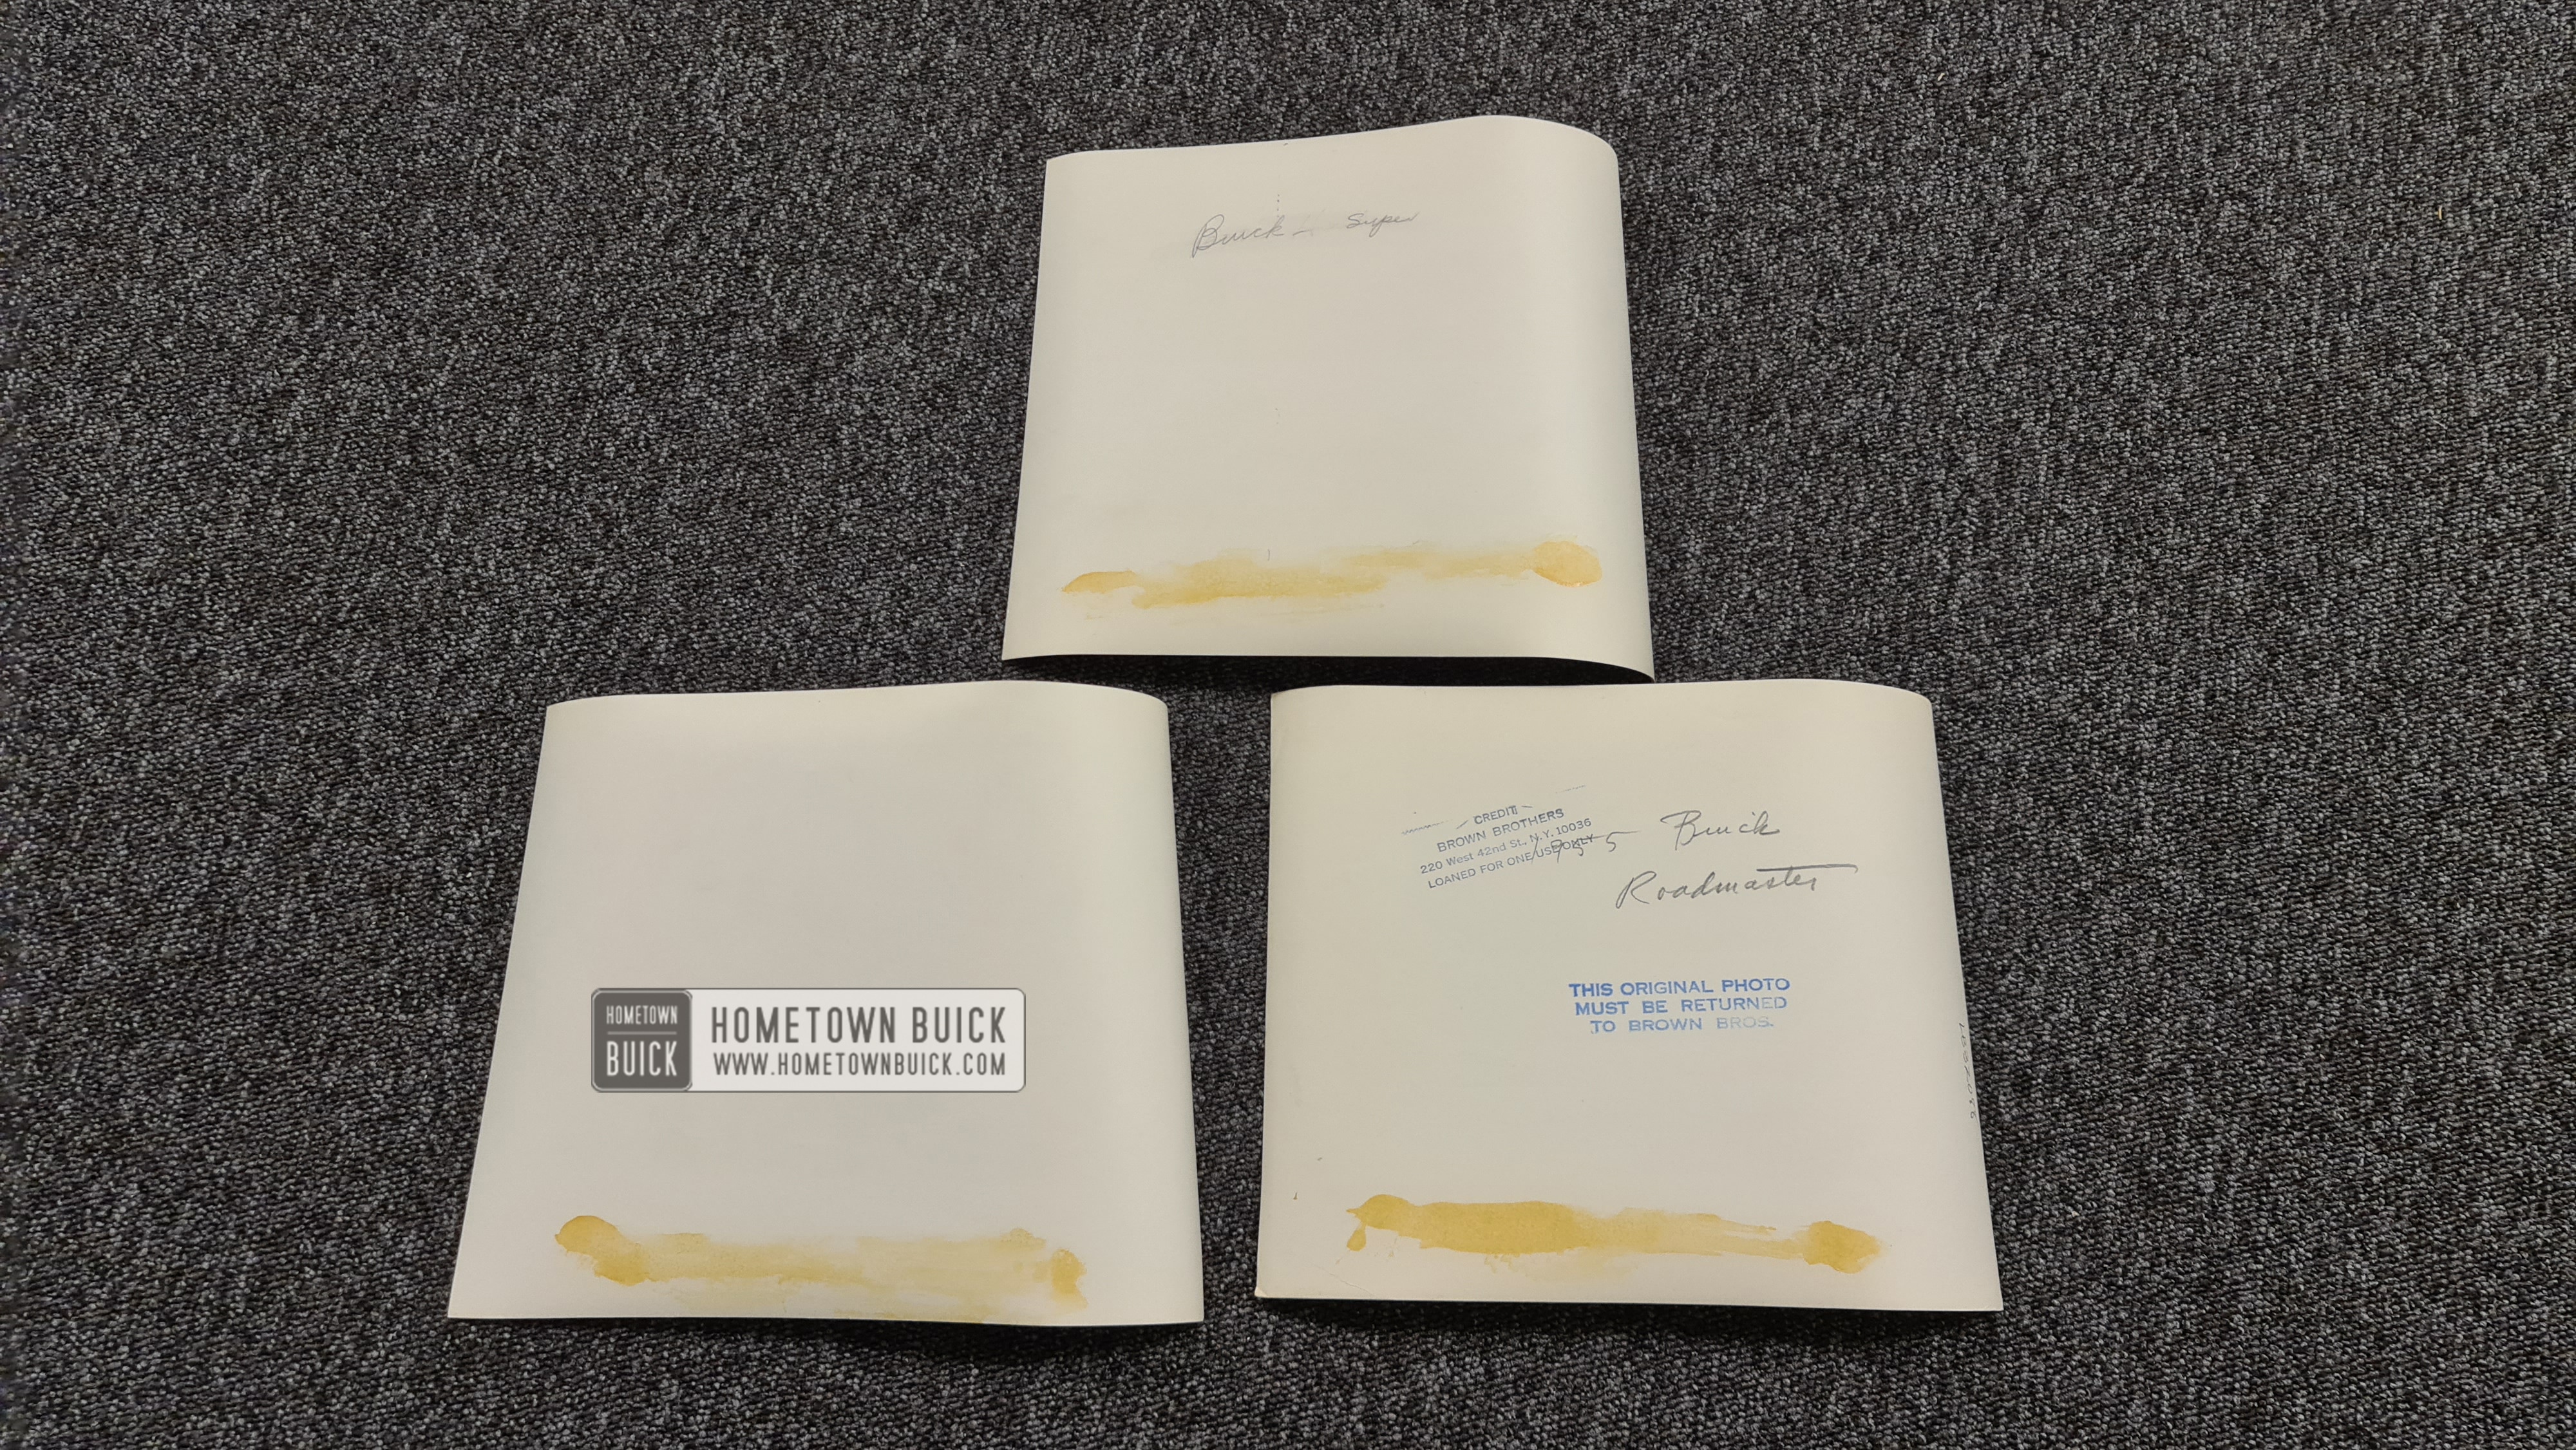 Buick - Super
CREDIT
BROWN BROTHERS
220 West 42nd St., N.Y. 10036
LOANED FOR ONE USE ONLY
1955 Buick
Roadmaster
THIS ORIGINAL PHOTO
MUST BE RETURNED
TO BROWN BROS.
HOMETOWN
BUICK
HOMETOWN BUICK
WWW.HOMETOWNBUICK.COM